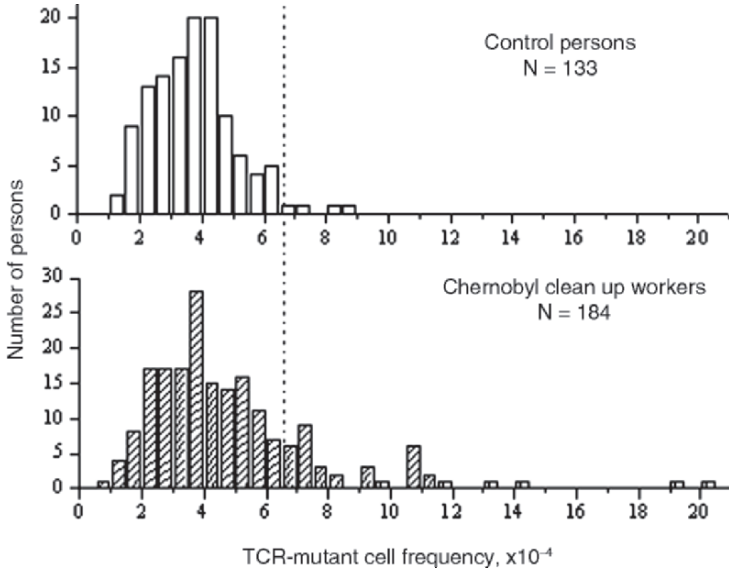 20
15
10
5
0
0 2 4 6 8 10 12 14 16 18 20
Control persons
N = 133
Number of persons
30
25
20
15
10
5
0
0 2 4 6 8 10 12 14 16 18 20
Chernobyl clean up workers
N = 184
TCR-mutant cell frequency, x10⁻⁴